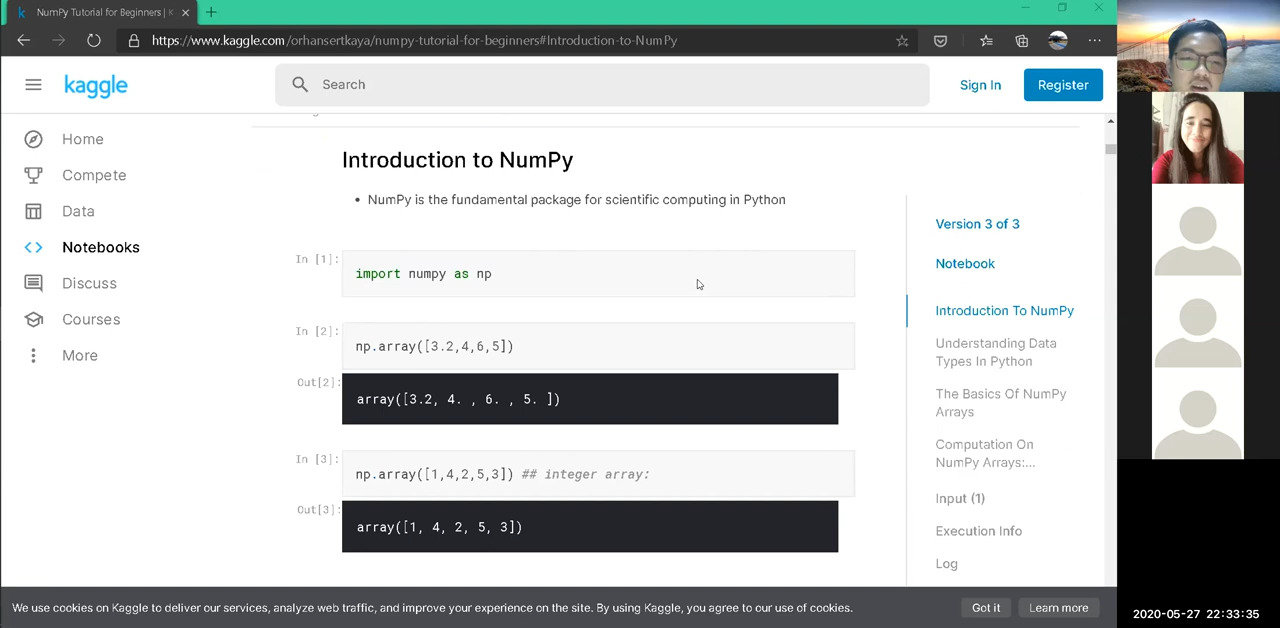 NumPy Tutorial for Beginners | K
https://www.kaggle.com/orhansertkaya/numpy-tutorial-for-beginners#Introduction-to-NumPy
kaggle
Search
Sign In
Register
Home
Compete
Data
Notebooks
Discuss
Courses
More
Introduction to NumPy
• NumPy is the fundamental package for scientific computing in Python
In [1]:
import numpy as np
In [2]:
np.array([3.2,4,6,5])
Out[2]:
array([3.2, 4. , 6. , 5. ])
In [3]:
np.array([1,4,2,5,3]) ## integer array:
Out[3]:
array([1, 4, 2, 5, 3])
Version 3 of 3
Notebook
Introduction To NumPy
Understanding Data
Types In Python
The Basics Of NumPy
Arrays
Computation On
NumPy Arrays:...
Input (1)
Execution Info
Log
We use cookies on Kaggle to deliver our services, analyze web traffic, and improve your experience on the site. By using Kaggle, you agree to our use of cookies.
Got it
Learn more
2020-05-27 22:33:35